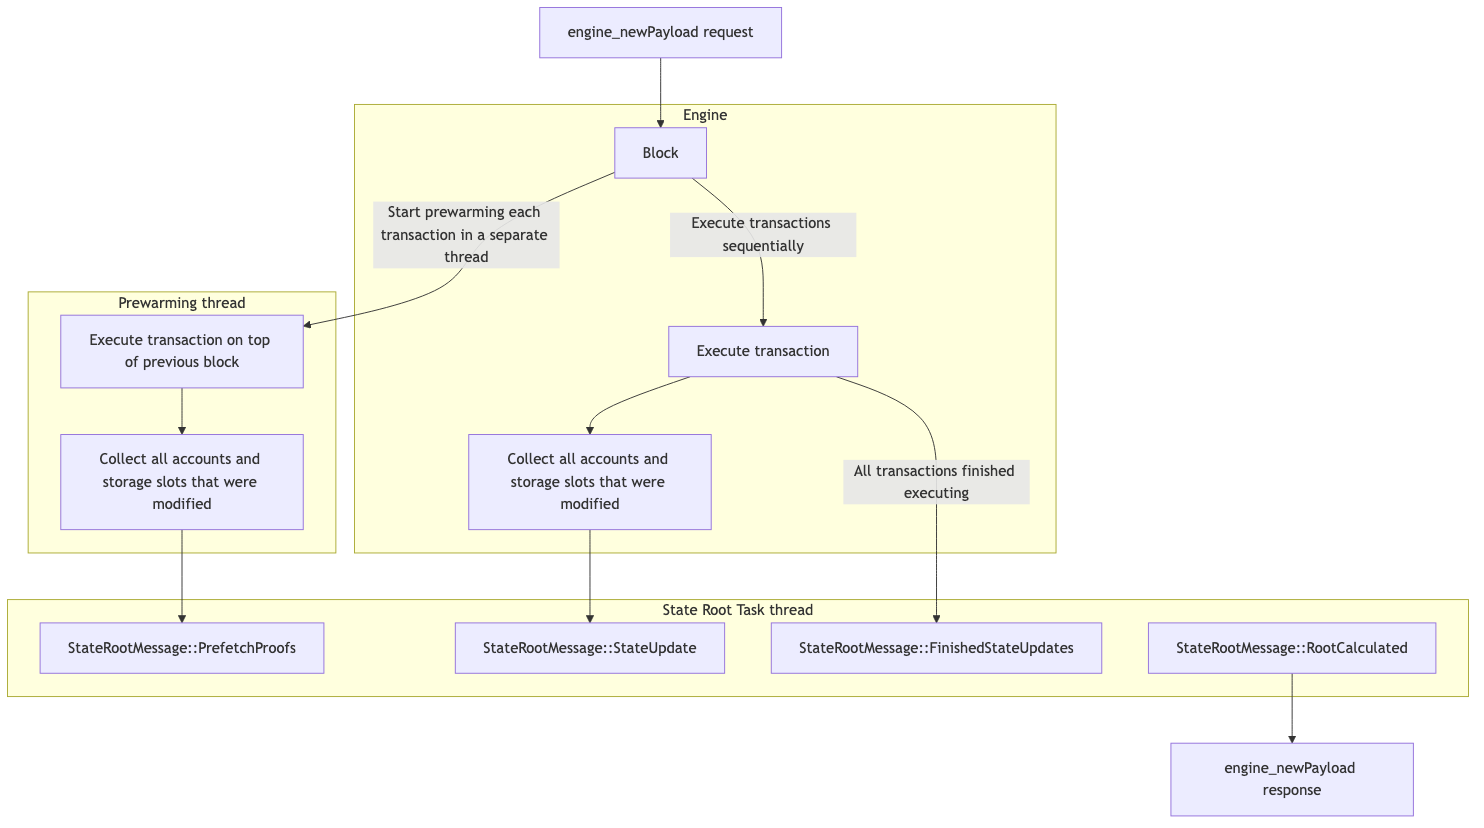 engine_newPayload request
Engine
Block
Start prewarming each
transaction in a separate
thread
Execute transactions
sequentially
Prewarming thread
Execute transaction on top
of previous block
Execute transaction
Collect all accounts and
storage slots that were
modified
Collect all accounts and
storage slots that were
modified
All transactions finished
executing
State Root Task thread
StateRootMessage::PrefetchProofs
StateRootMessage::StateUpdate
StateRootMessage::FinishedStateUpdates
StateRootMessage::RootCalculated
engine_newPayload
response